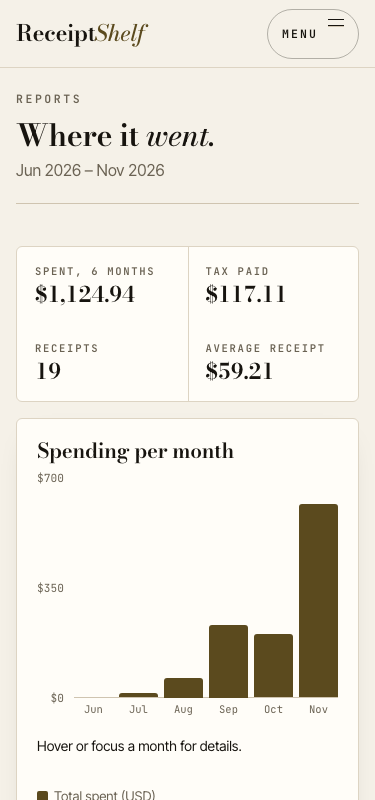 ReceiptShelf
MENU
REPORTS
Where it went.
Jun 2026 – Nov 2026
SPENT, 6 MONTHS
$1,124.94
TAX PAID
$117.11
RECEIPTS
19
AVERAGE RECEIPT
$59.21
Spending per month
$700
$350
$0
Jun Jul Aug Sep Oct Nov
Hover or focus a month for details.
Total spent (USD)